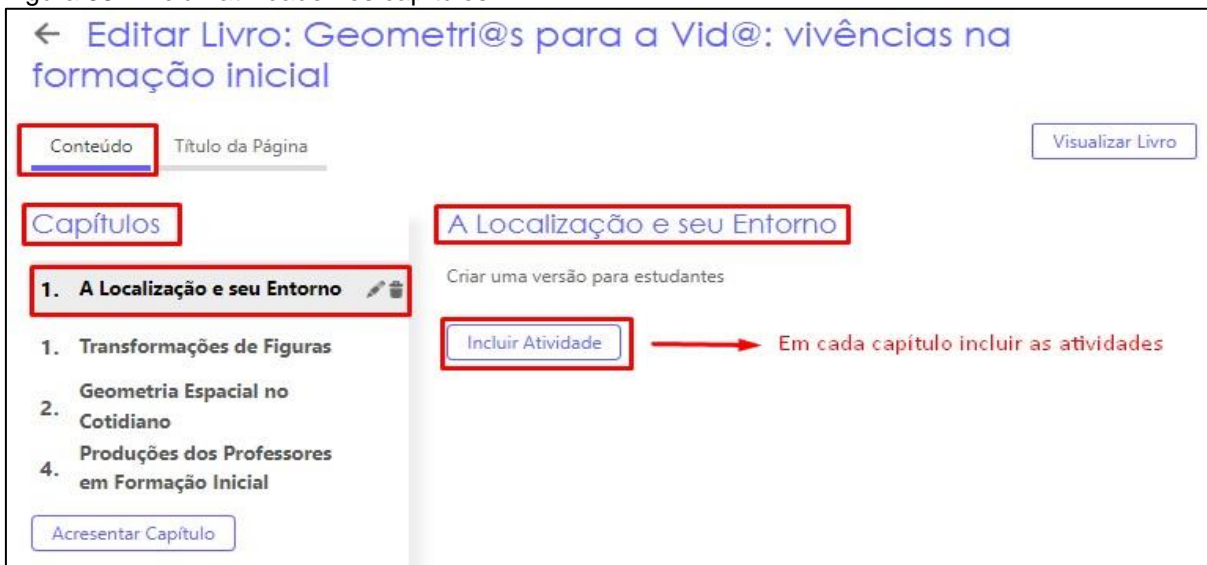 ← Editar Livro: Geometri@s para a Vid@: vivências na
formação inicial
Conteúdo
Título da Página
Visualizar Livro
Capítulos
1. A Localização e seu Entorno
1. Transformações de Figuras
2. Geometria Espacial no
Cotidiano
4. Produções dos Professores
em Formação Inicial
Acresentar Capítulo
A Localização e seu Entorno
Criar uma versão para estudantes
Incluir Atividade
Em cada capítulo incluir as atividades